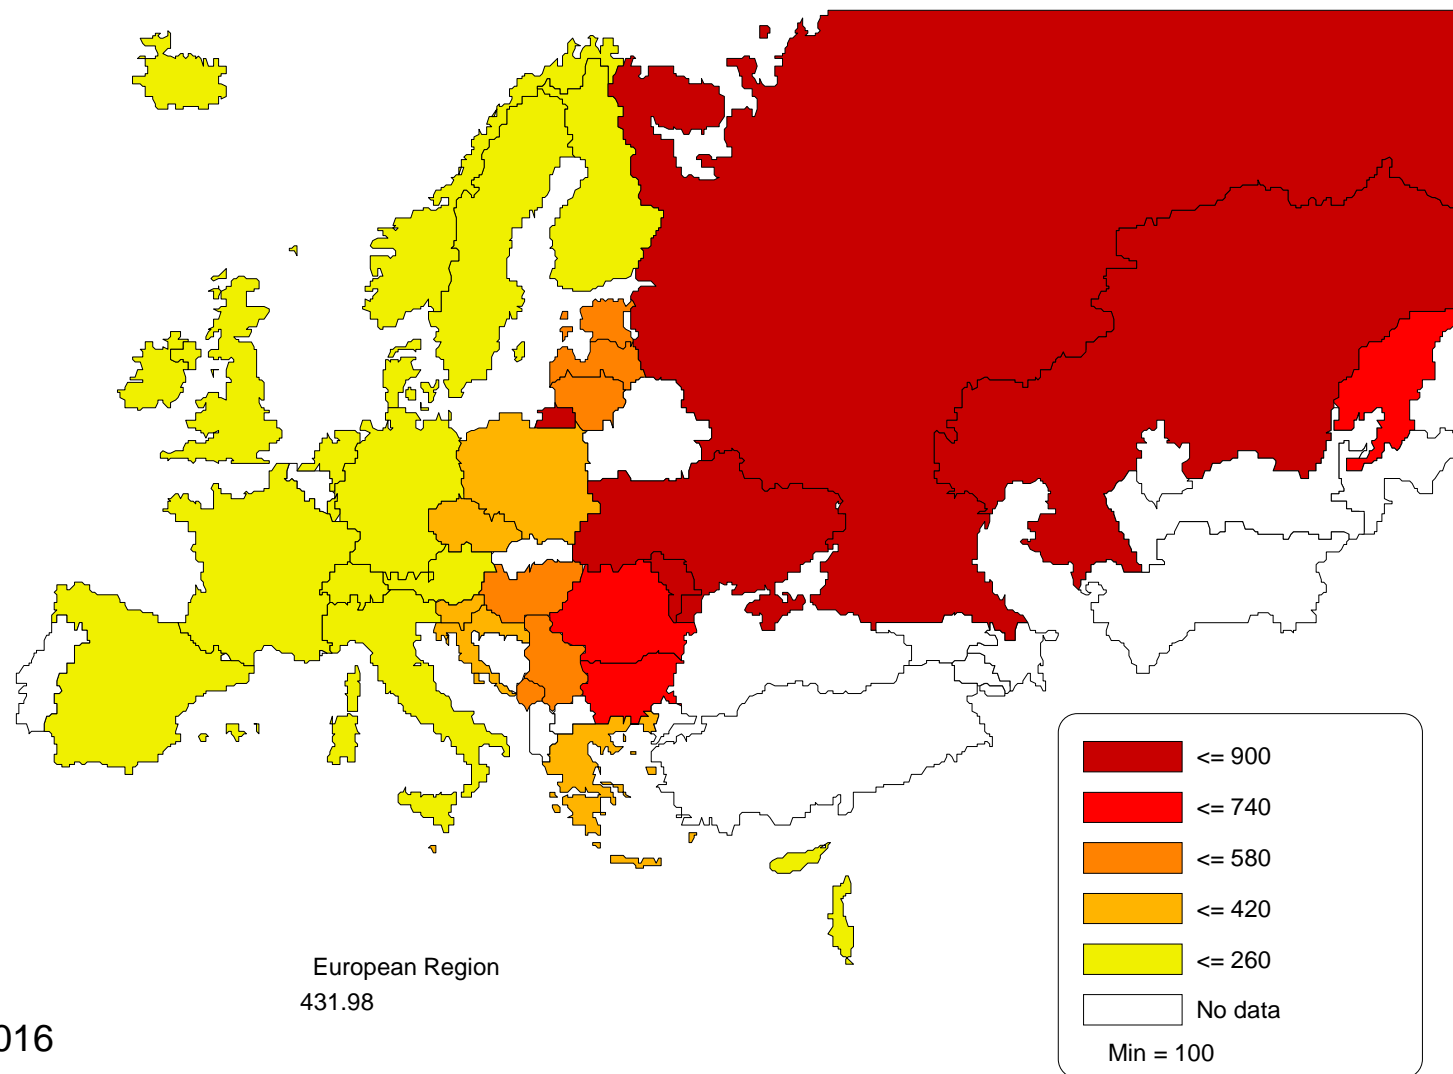 <= 900
<= 740
<= 580
<= 420
<= 260
No data
Min = 100
European Region
431.98
016